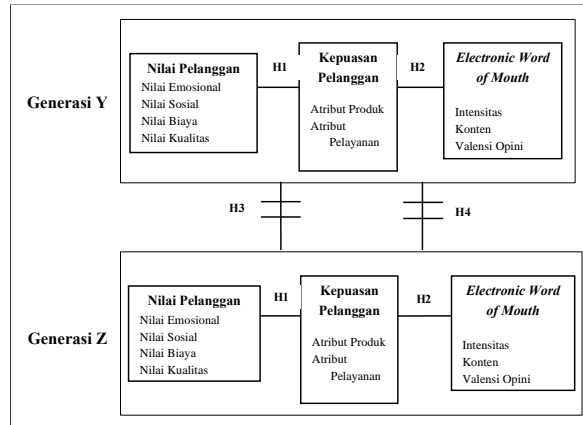 Generasi Y
Nilai Pelanggan
Nilai Emosional
Nilai Sosial
Nilai Biaya
Nilai Kualitas
H1
Kepuasan
Pelanggan
Atribut Produk
Atribut
Pelayanan
H2
Electronic Word
of Mouth
Intensitas
Konten
Valensi Opini
H3
H4
Generasi Z
Nilai Pelanggan
Nilai Emosional
Nilai Sosial
Nilai Biaya
Nilai Kualitas
H1
Kepuasan
Pelanggan
Atribut Produk
Atribut
Pelayanan
H2
Electronic Word
of Mouth
Intensitas
Konten
Valensi Opini